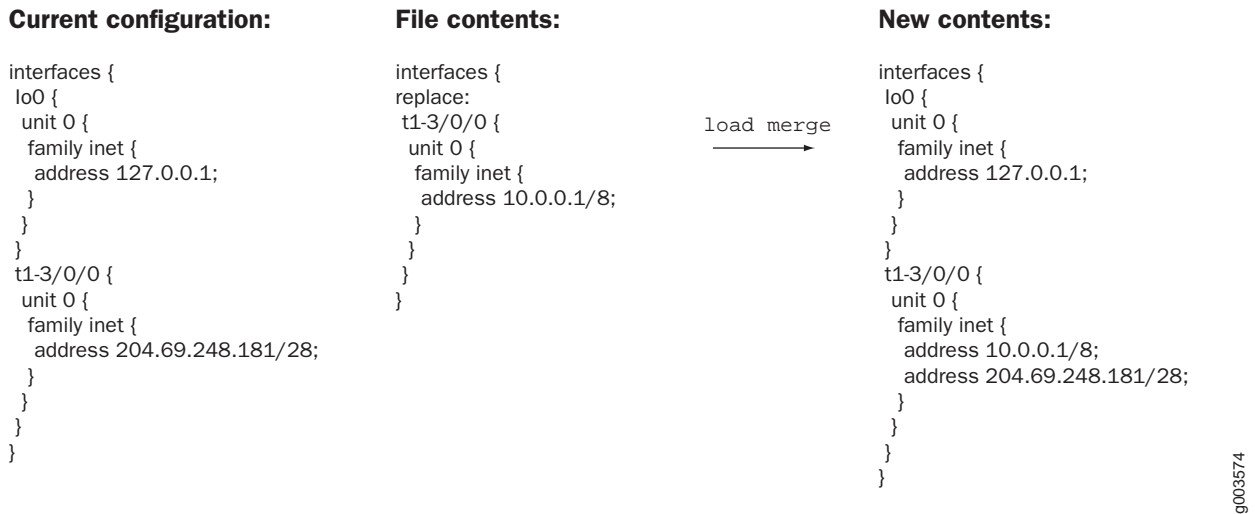 Current configuration:
interfaces {
lo0 {
unit 0 {
family inet {
address 127.0.0.1;
}
}
}
t1-3/0/0 {
unit 0 {
family inet {
address 204.69.248.181/28;
}
}
}
}
File contents:
interfaces {
replace:
t1-3/0/0 {
unit 0 {
family inet {
address 10.0.0.1/8;
}
}
}
}
load merge
New contents:
interfaces {
lo0 {
unit 0 {
family inet {
address 127.0.0.1;
}
}
}
t1-3/0/0 {
unit 0 {
family inet {
address 10.0.0.1/8;
address 204.69.248.181/28;
}
}
}
}
g003574